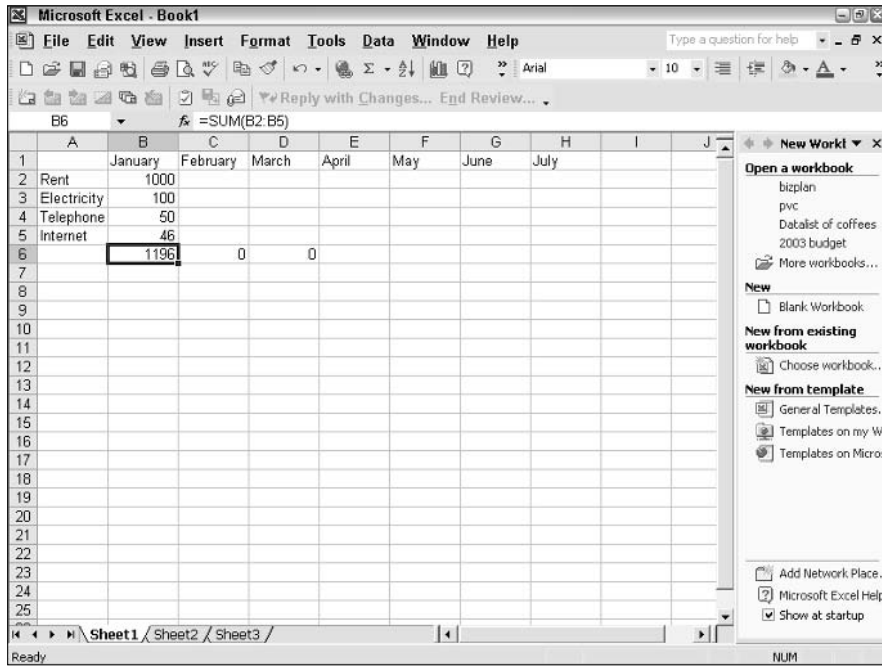 Microsoft Excel - Book1
File Edit View Insert Format Tools Data Window Help Type a question for help
Arial 10
Reply with Changes... End Review...
B6 fx =SUM(B2:B5)
A B C D E F G H I J New Workl
1 January February March April May June July
2 Rent 1000
3 Electricity 100
4 Telephone 50
5 Internet 46
6 1196 0 0
7
8
9
10
11
12
13
14
15
16
17
18
19
20
21
22
23
24
25
Open a workbook
bizplan
pvc
Datalist of coffees
2003 budget
More workbooks...
New
Blank Workbook
New from existing
workbook
Choose workbook..
New from template
General Templates.
Templates on my W
Templates on Micro
Add Network Place.
Microsoft Excel Help
Show at startup
Sheet1 Sheet2 Sheet3
Ready NUM